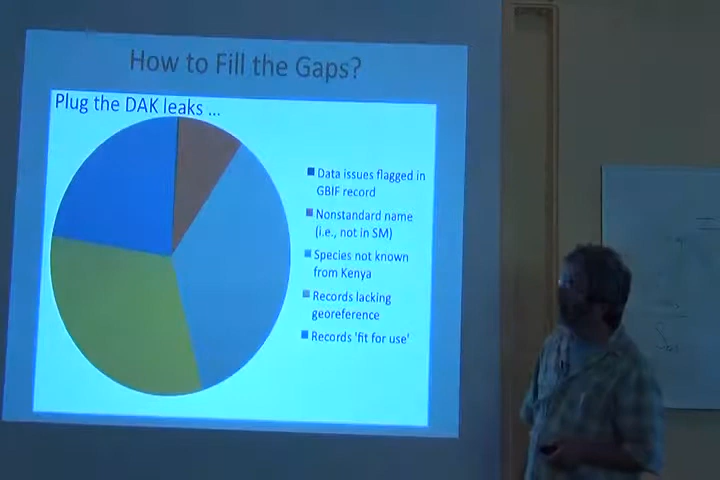 How to Fill the Gaps?
Plug the DAK leaks ...
Data issues flagged in
GBIF record
Nonstandard name
(i.e., not in SM)
Species not known
from Kenya
Records lacking
georeference
Records 'fit for use'